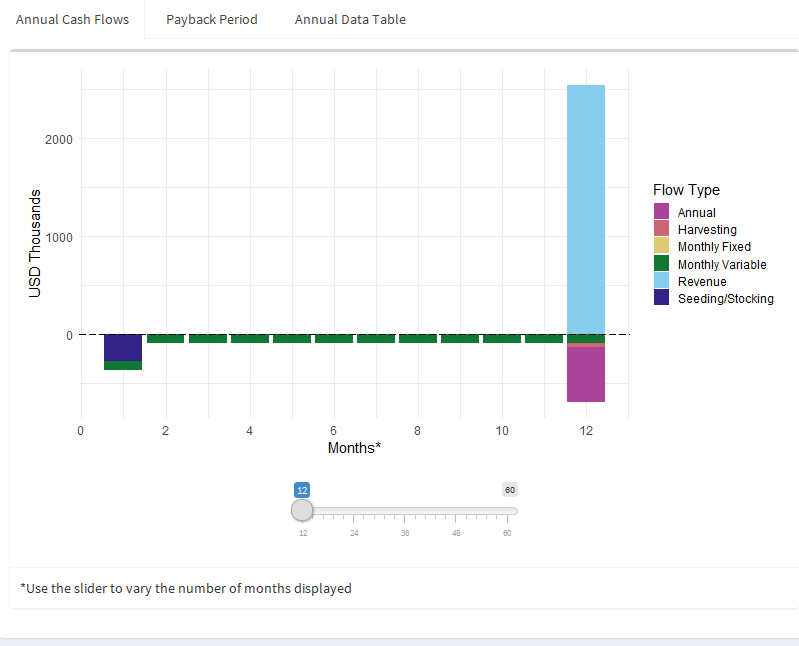 Annual Cash Flows Payback Period Annual Data Table
2000
1000
0
USD Thousands
0 2 4 6 8 10 12
Months*
Flow Type
Annual
Harvesting
Monthly Fixed
Monthly Variable
Revenue
Seeding/Stocking
12 60
12 24 36 48 60
*Use the slider to vary the number of months displayed